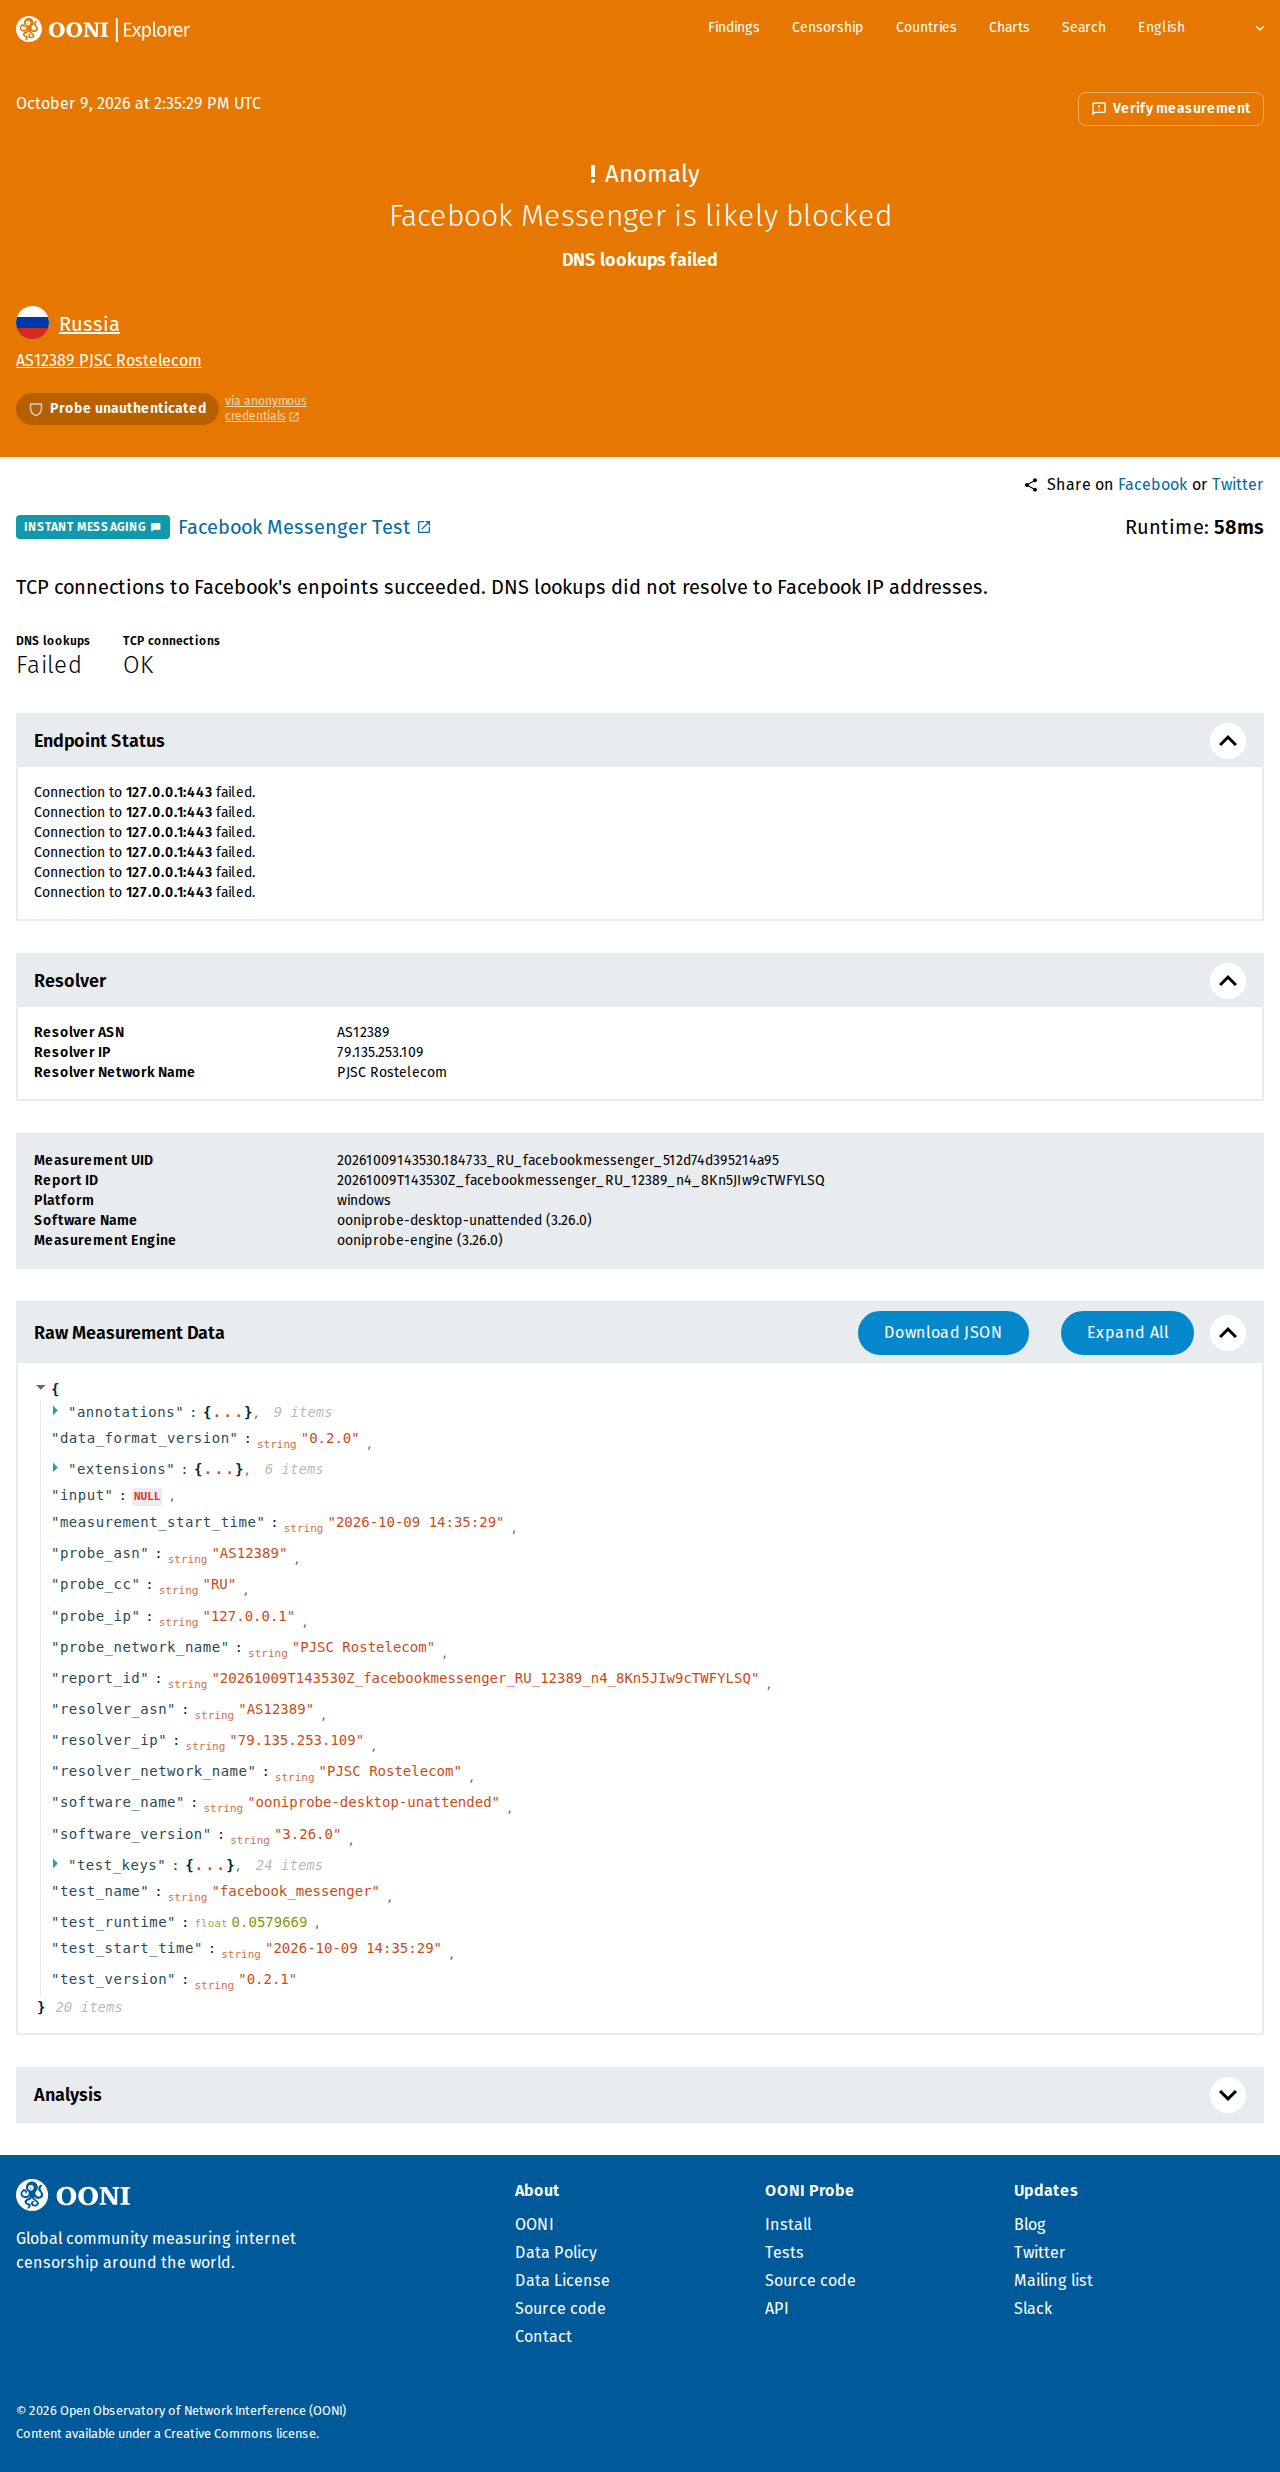 OONI Explorer
Findings Censorship Countries Charts Search English
October 9, 2026 at 2:35:29 PM UTC
Verify measurement
Anomaly
Facebook Messenger is likely blocked
DNS lookups failed
Russia
AS12389 PJSC Rostelecom
Probe unauthenticated
via anonymous
credentials
Share on Facebook or Twitter
INSTANT MESSAGING
Facebook Messenger Test
Runtime: 58ms
TCP connections to Facebook's enpoints succeeded. DNS lookups did not resolve to Facebook IP addresses.
DNS lookups TCP connections
Failed OK
Endpoint Status
Connection to 127.0.0.1:443 failed.
Connection to 127.0.0.1:443 failed.
Connection to 127.0.0.1:443 failed.
Connection to 127.0.0.1:443 failed.
Connection to 127.0.0.1:443 failed.
Connection to 127.0.0.1:443 failed.
Resolver
Resolver ASN AS12389
Resolver IP 79.135.253.109
Resolver Network Name PJSC Rostelecom
Measurement UID 20261009143530.184733_RU_facebookmessenger_512d74d395214a95
Report ID 20261009T143530Z_facebookmessenger_RU_12389_n4_8Kn5JIw9cTWFYLSQ
Platform windows
Software Name ooniprobe-desktop-unattended (3.26.0)
Measurement Engine ooniprobe-engine (3.26.0)
Raw Measurement Data Download JSON Expand All
{
"annotations" : {...}, 9 items
"data_format_version" : string "0.2.0" ,
"extensions" : {...}, 6 items
"input" : NULL ,
"measurement_start_time" : string "2026-10-09 14:35:29" ,
"probe_asn" : string "AS12389" ,
"probe_cc" : string "RU" ,
"probe_ip" : string "127.0.0.1" ,
"probe_network_name" : string "PJSC Rostelecom" ,
"report_id" : string "20261009T143530Z_facebookmessenger_RU_12389_n4_8Kn5JIw9cTWFYLSQ" ,
"resolver_asn" : string "AS12389" ,
"resolver_ip" : string "79.135.253.109" ,
"resolver_network_name" : string "PJSC Rostelecom" ,
"software_name" : string "ooniprobe-desktop-unattended" ,
"software_version" : string "3.26.0" ,
"test_keys" : {...}, 24 items
"test_name" : string "facebook_messenger" ,
"test_runtime" : float 0.0579669 ,
"test_start_time" : string "2026-10-09 14:35:29" ,
"test_version" : string "0.2.1"
} 20 items
Analysis
OONI
Global community measuring internet
censorship around the world.
About
OONI
Data Policy
Data License
Source code
Contact
OONI Probe
Install
Tests
Source code
API
Updates
Blog
Twitter
Mailing list
Slack
© 2026 Open Observatory of Network Interference (OONI)
Content available under a Creative Commons license.